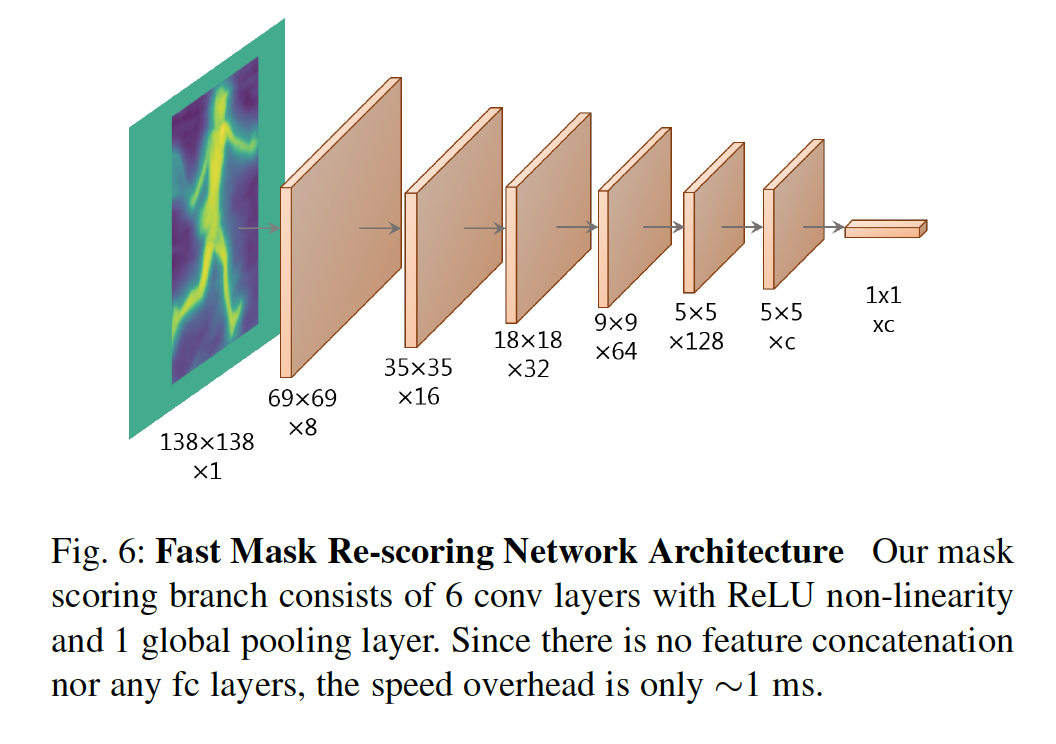 138×138
×1
69×69
×8
35×35
×16
18×18
×32
9×9
×64
5×5
×128
5×5
×c
1x1
xc
Fig. 6: Fast Mask Re-scoring Network Architecture Our mask
scoring branch consists of 6 conv layers with ReLU non-linearity
and 1 global pooling layer. Since there is no feature concatenation
nor any fc layers, the speed overhead is only ∼1 ms.